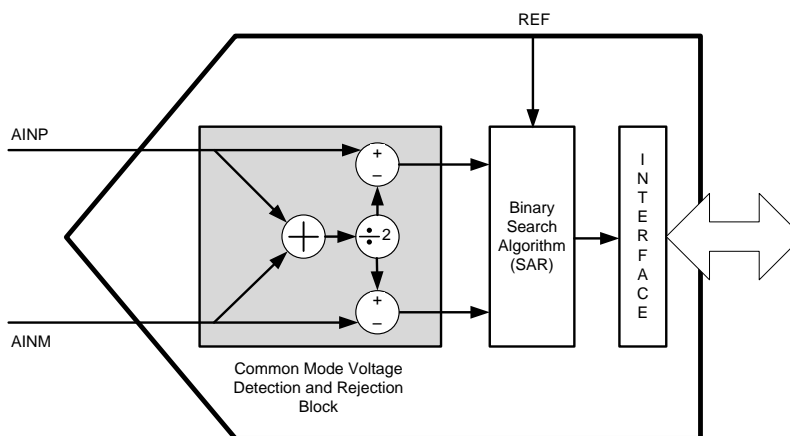 REF
AINP
+
−
÷ 2
+
−
AINM
Binary
Search
Algorithm
(SAR)
I
N
T
E
R
F
A
C
E
Common Mode Voltage
Detection and Rejection
Block